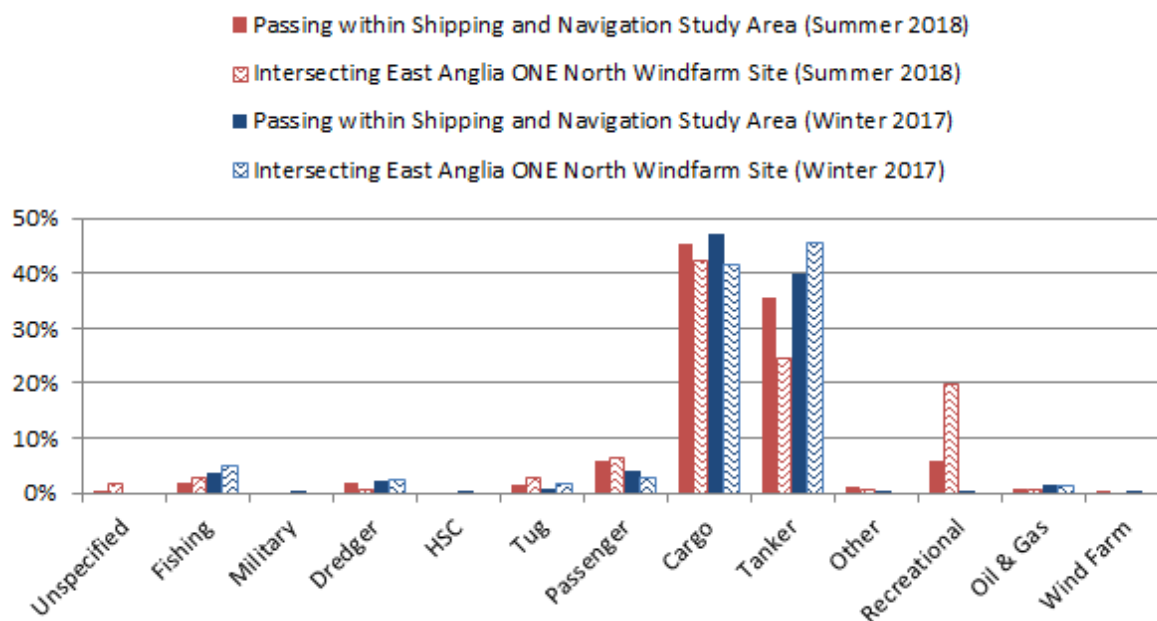 Passing within Shipping and Navigation Study Area (Summer 2018)
Intersecting East Anglia ONE North Windfarm Site (Summer 2018)
Passing within Shipping and Navigation Study Area (Winter 2017)
Intersecting East Anglia ONE North Windfarm Site (Winter 2017)
50%
40%
30%
20%
10%
0%
Unspecified
Fishing
Military
Dredger
HSC
Tug
Passenger
Cargo
Tanker
Other
Recreational
Oil & Gas
Wind Farm